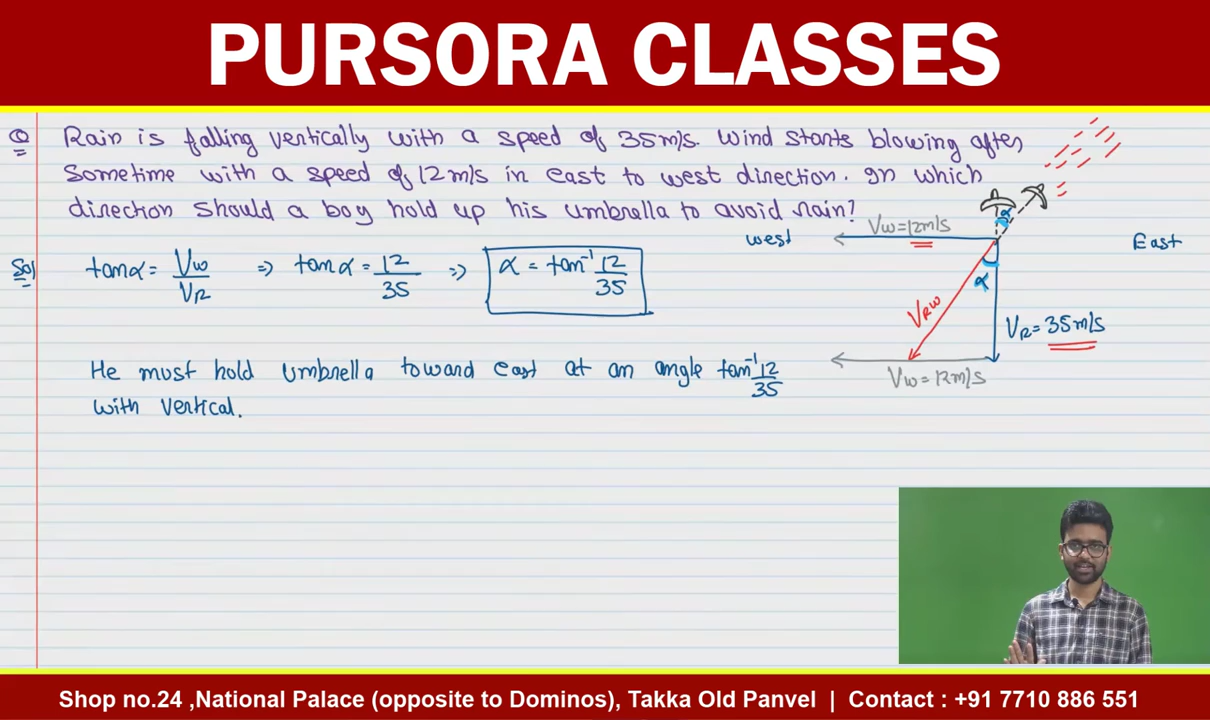 PURSORA CLASSES
Q Rain is falling vertically with a speed of 35m/s. Wind starts blowing after
Sometime with a speed of 12m/s in east to west direction. In which
direction should a boy hold up his umbrella to avoid rain?
Vw=12m/s
α
west
East
Sol tanα = Vw/VR => tanα = 12/35 => α = tan⁻¹ 12/35
α
VRW
VR= 35m/s
He must hold umbrella toward east at an angle tan⁻¹ 12/35
Vw = 12m/s
with vertical.
Shop no.24 ,National Palace (opposite to Dominos), Takka Old Panvel | Contact : +91 7710 886 551